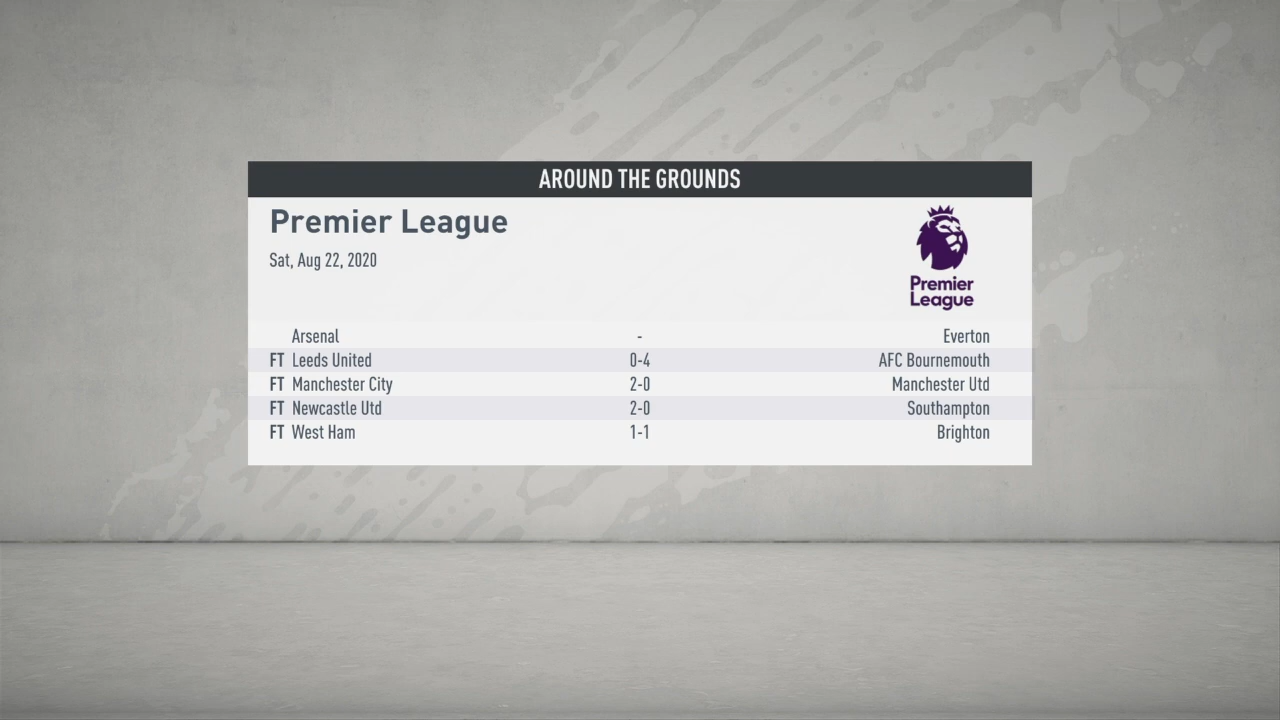 AROUND THE GROUNDS
Premier League
Sat, Aug 22, 2020
Premier
League
Arsenal - Everton
FT Leeds United 0-4 AFC Bournemouth
FT Manchester City 2-0 Manchester Utd
FT Newcastle Utd 2-0 Southampton
FT West Ham 1-1 Brighton